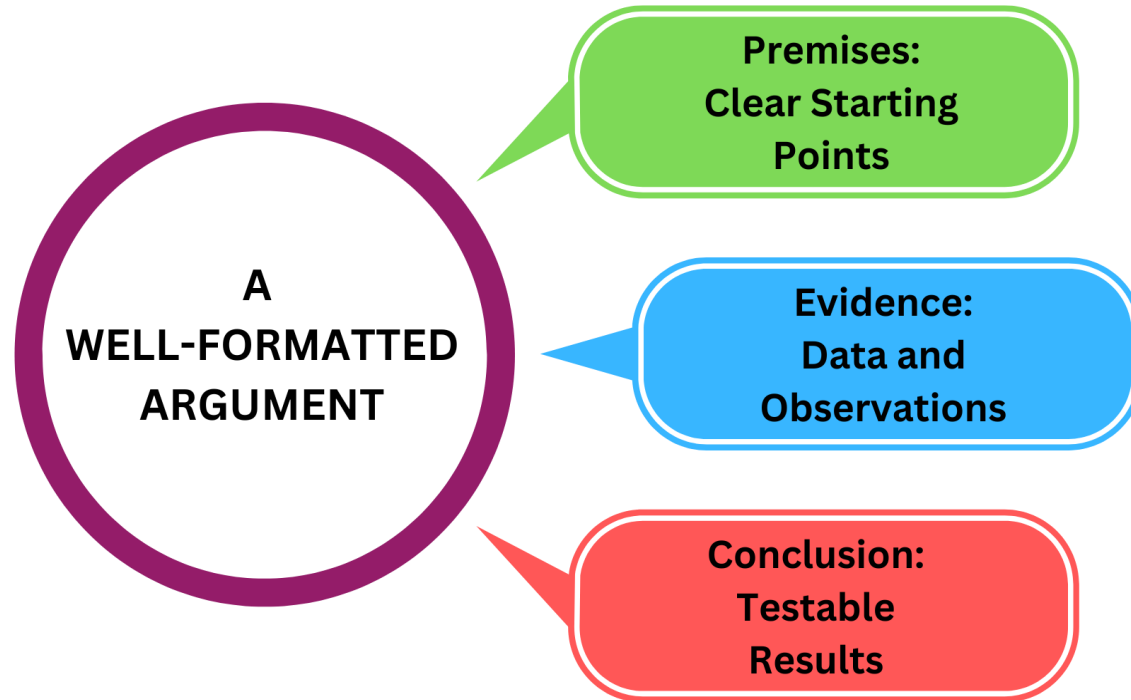 A
WELL-FORMATTED
ARGUMENT
Premises:
Clear Starting
Points
Evidence:
Data and
Observations
Conclusion:
Testable
Results